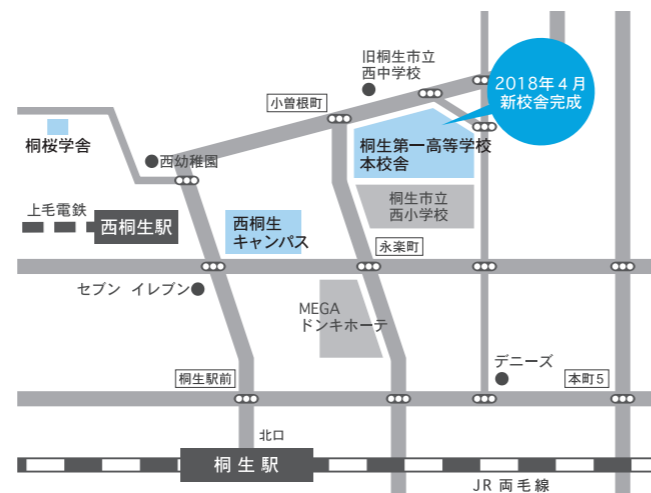 旧桐生市立
西中学校
2018年4月
新校舎完成
小曽根町
桐生第一高等学校
本校舎
桐桜学舎
西幼稚園
桐生市立
西小学校
上毛電鉄
西桐生駅
西桐生
キャンパス
永楽町
セブン イレブン
MEGA
ドンキホーテ
デニーズ
桐生駅前
本町5
北口
桐生駅
JR両毛線